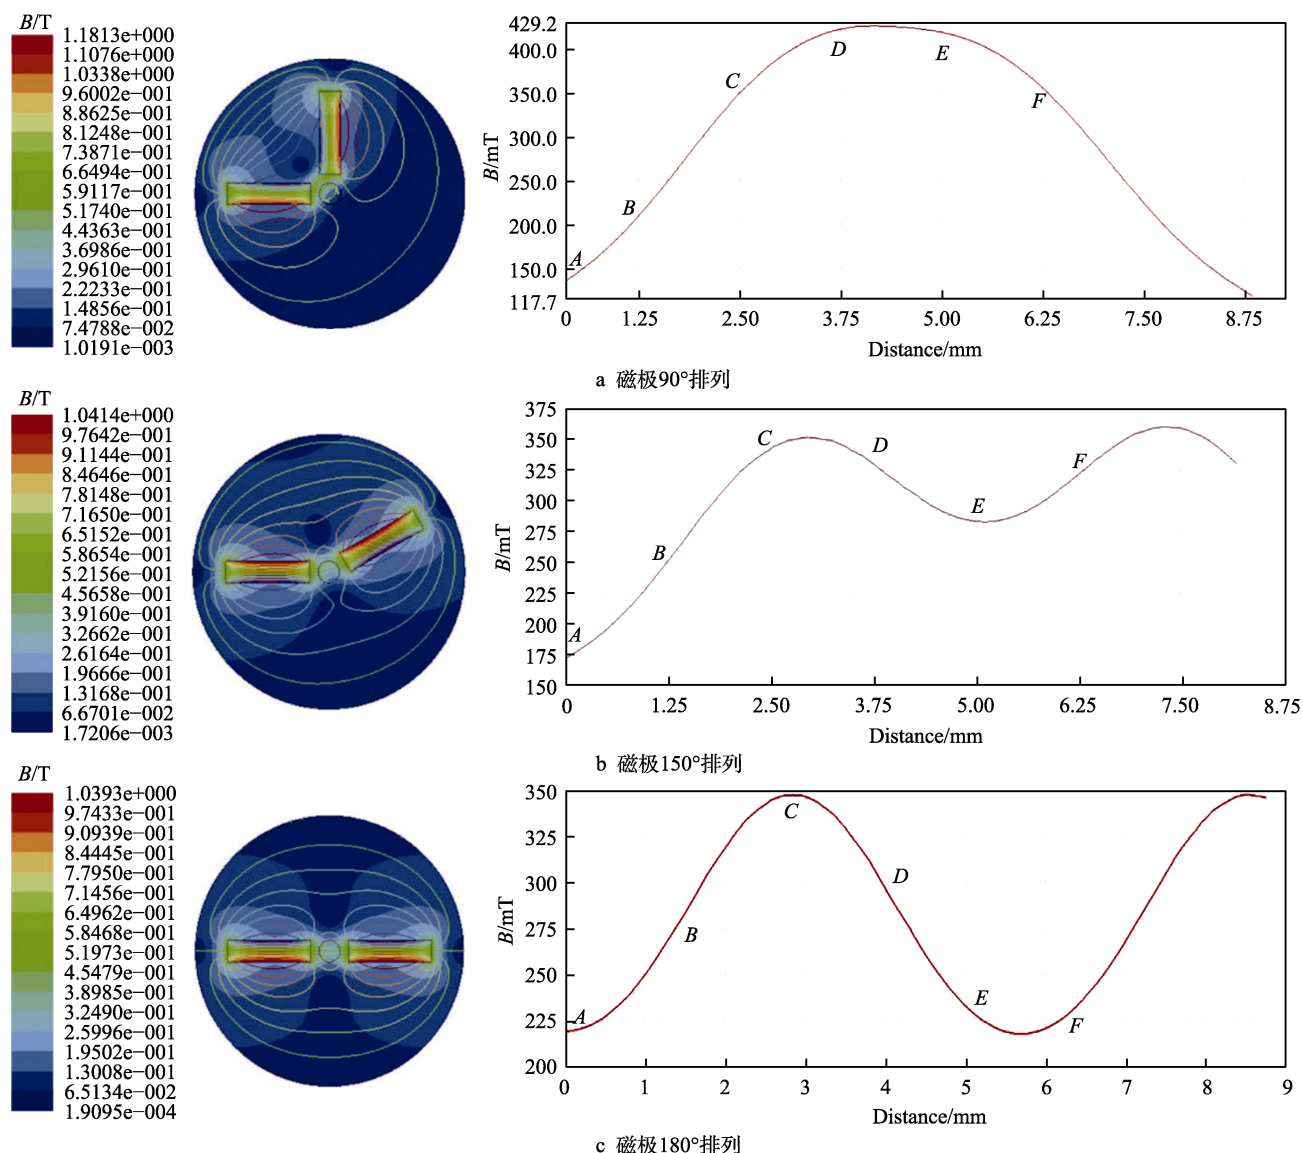 B/T
1.1813e+000
1.1076e+000
1.0338e+000
9.6002e−001
8.8625e−001
8.1248e−001
7.3871e−001
6.6494e−001
5.9117e−001
5.1740e−001
4.4363e−001
3.6986e−001
2.9610e−001
2.2233e−001
1.4856e−001
7.4788e−002
1.0191e−003
429.2
400.0
350.0
300.0
250.0
200.0
150.0
117.7
B/mT
A
B
C
D
E
F
0 1.25 2.50 3.75 5.00 6.25 7.50 8.75
Distance/mm
a 磁极90°排列
B/T
1.0414e+000
9.7642e−001
9.1144e−001
8.4646e−001
7.8148e−001
7.1650e−001
6.5152e−001
5.8654e−001
5.2156e−001
4.5658e−001
3.9160e−001
3.2662e−001
2.6164e−001
1.9666e−001
1.3168e−001
6.6701e−002
1.7206e−003
375
350
325
300
275
250
225
200
175
150
B/mT
A
B
C
D
E
F
0 1.25 2.50 3.75 5.00 6.25 7.50 8.75
Distance/mm
b 磁极150°排列
B/T
1.0393e+000
9.7433e−001
9.0939e−001
8.4445e−001
7.7950e−001
7.1456e−001
6.4962e−001
5.8468e−001
5.1973e−001
4.5479e−001
3.8985e−001
3.2490e−001
2.5996e−001
1.9502e−001
1.3008e−001
6.5134e−002
1.9095e−004
350
325
300
275
250
225
200
B/mT
A
B
C
D
E
F
0 1 2 3 4 5 6 7 8 9
Distance/mm
c 磁极180°排列